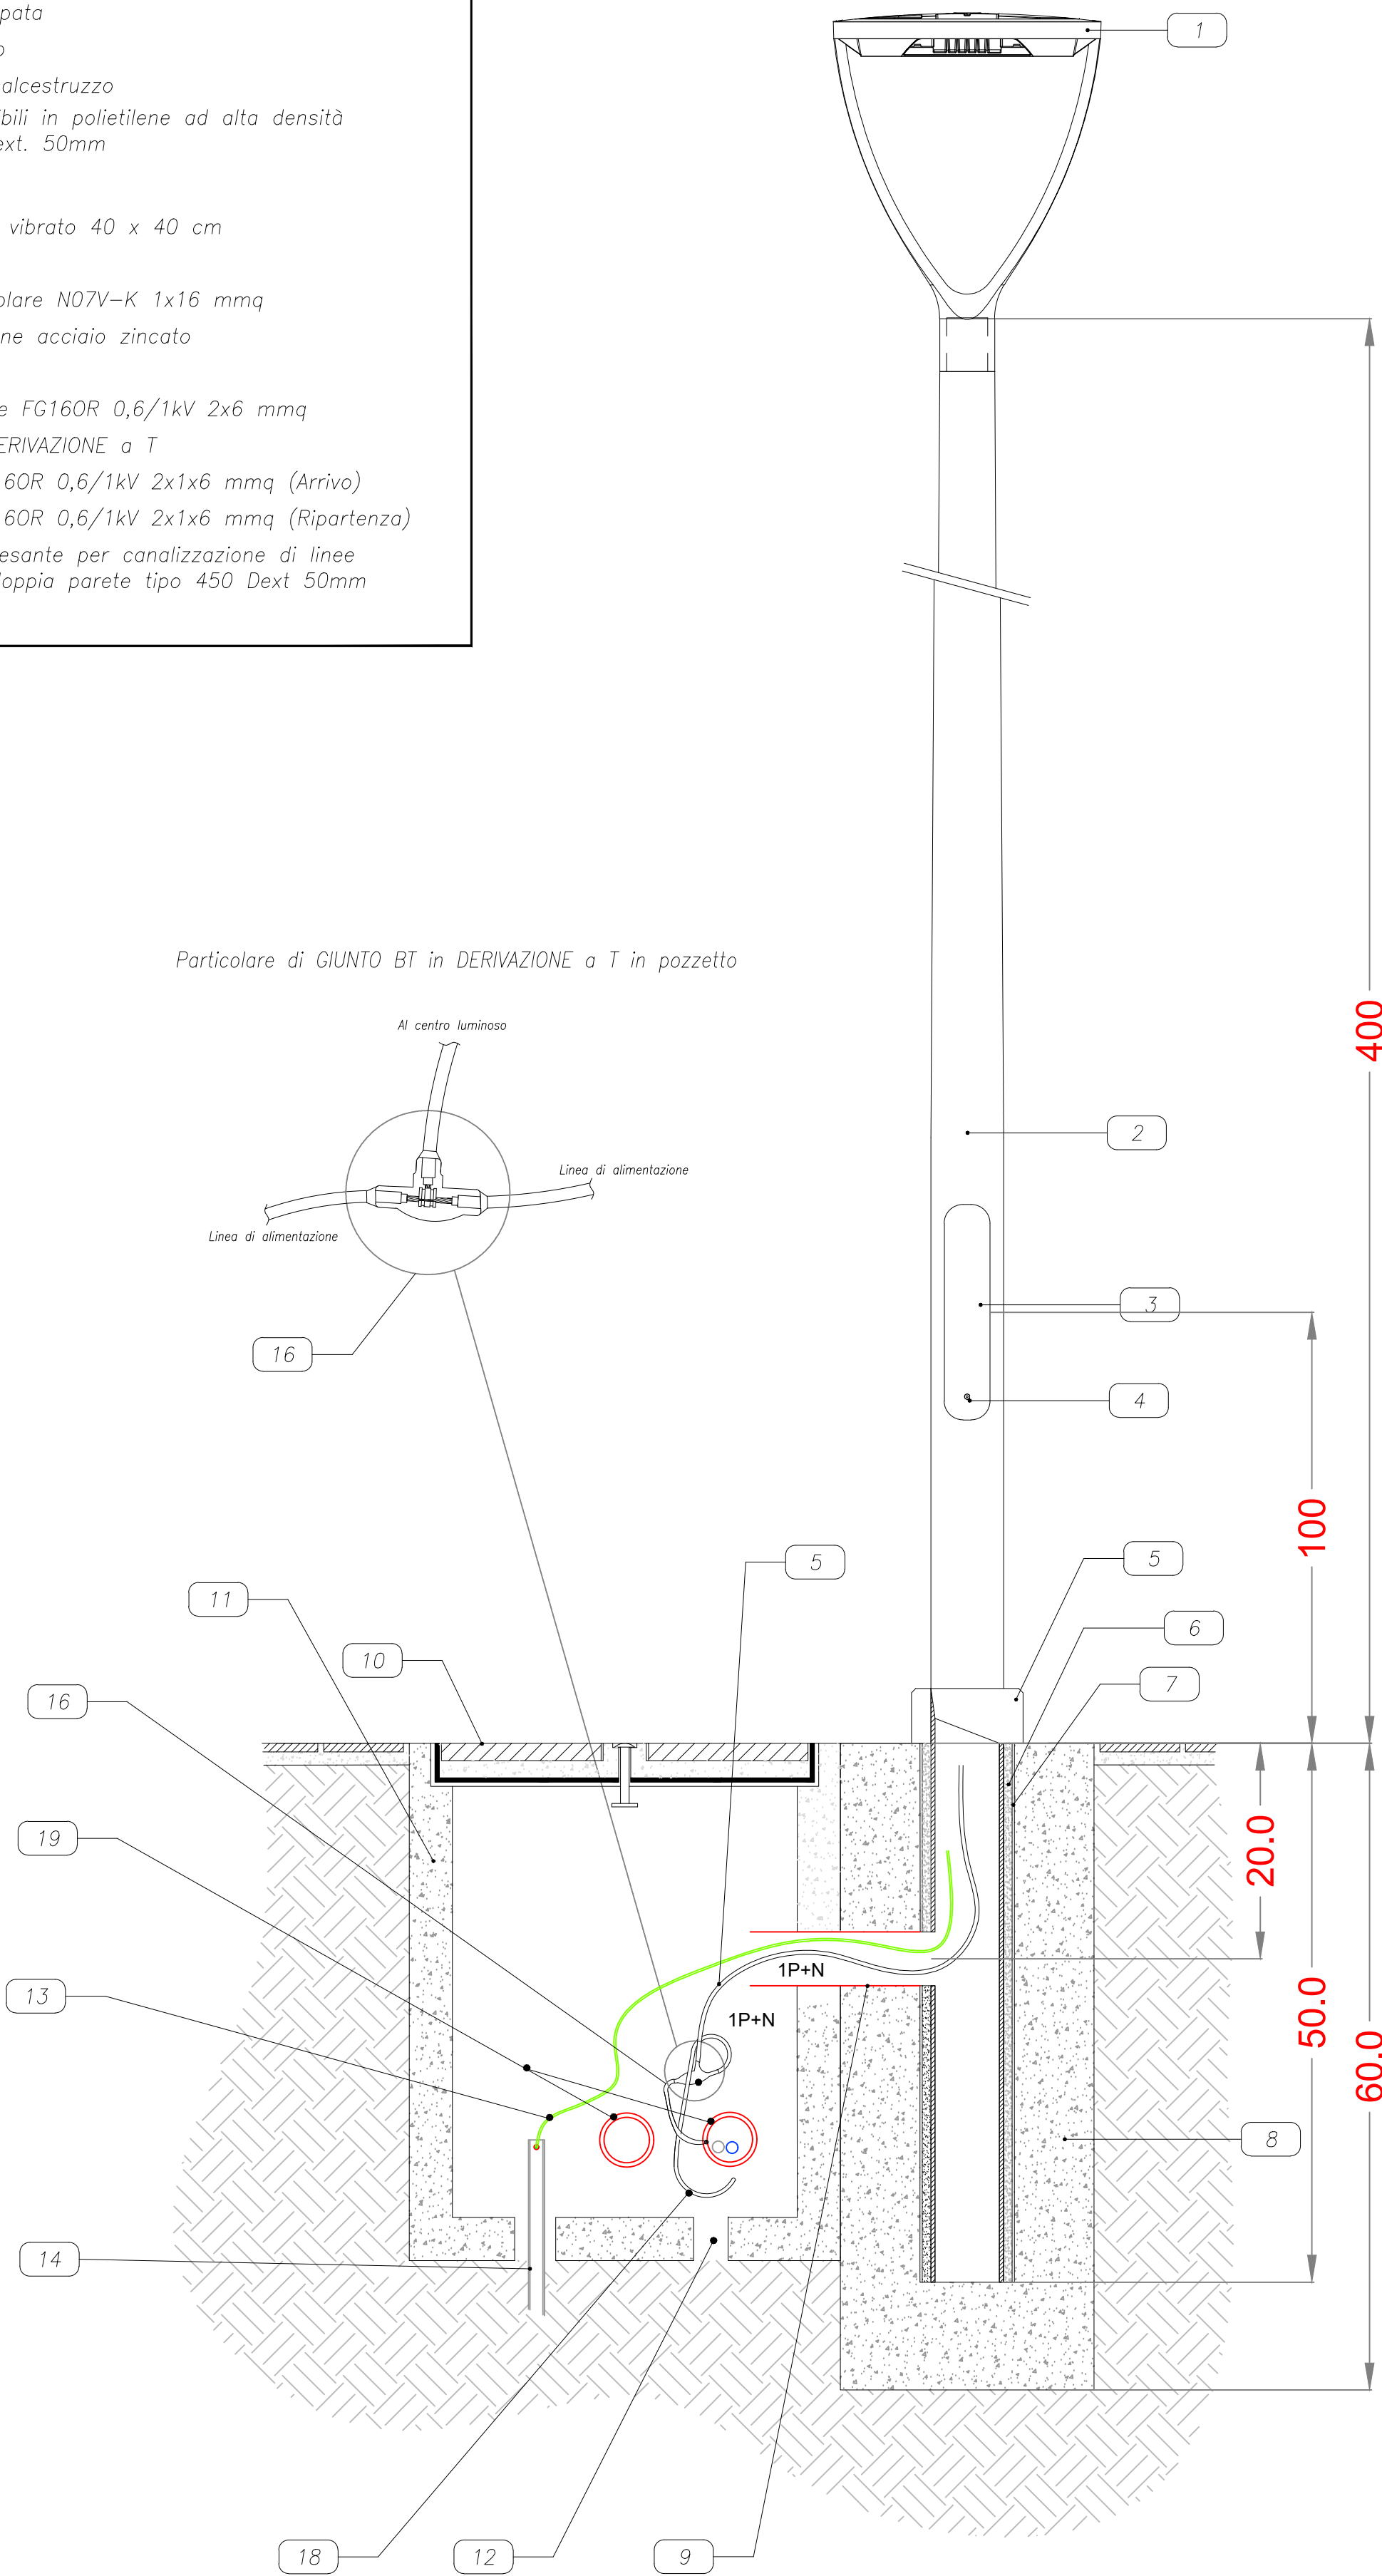 pata
o
alcestruzzo
bili in polietilene ad alta densità
ext. 50mm
vibrato 40 x 40 cm
olare N07V-K 1x16 mmq
ne acciaio zincato
e FG16OR 0,6/1kV 2x6 mmq
ERIVAZIONE a T
16OR 0,6/1kV 2x1x6 mmq (Arrivo)
16OR 0,6/1kV 2x1x6 mmq (Ripartenza)
esante per canalizzazione di linee
doppia parete tipo 450 Dext 50mm
1
400
Particolare di GIUNTO BT in DERIVAZIONE a T in pozzetto
Al centro luminoso
2
Linea di alimentazione
Linea di alimentazione
3
16
4
100
5
5
11
6
10
7
16
19
20.0
1P+N
13
50.0
1P+N
60.0
8
14
18
12
9